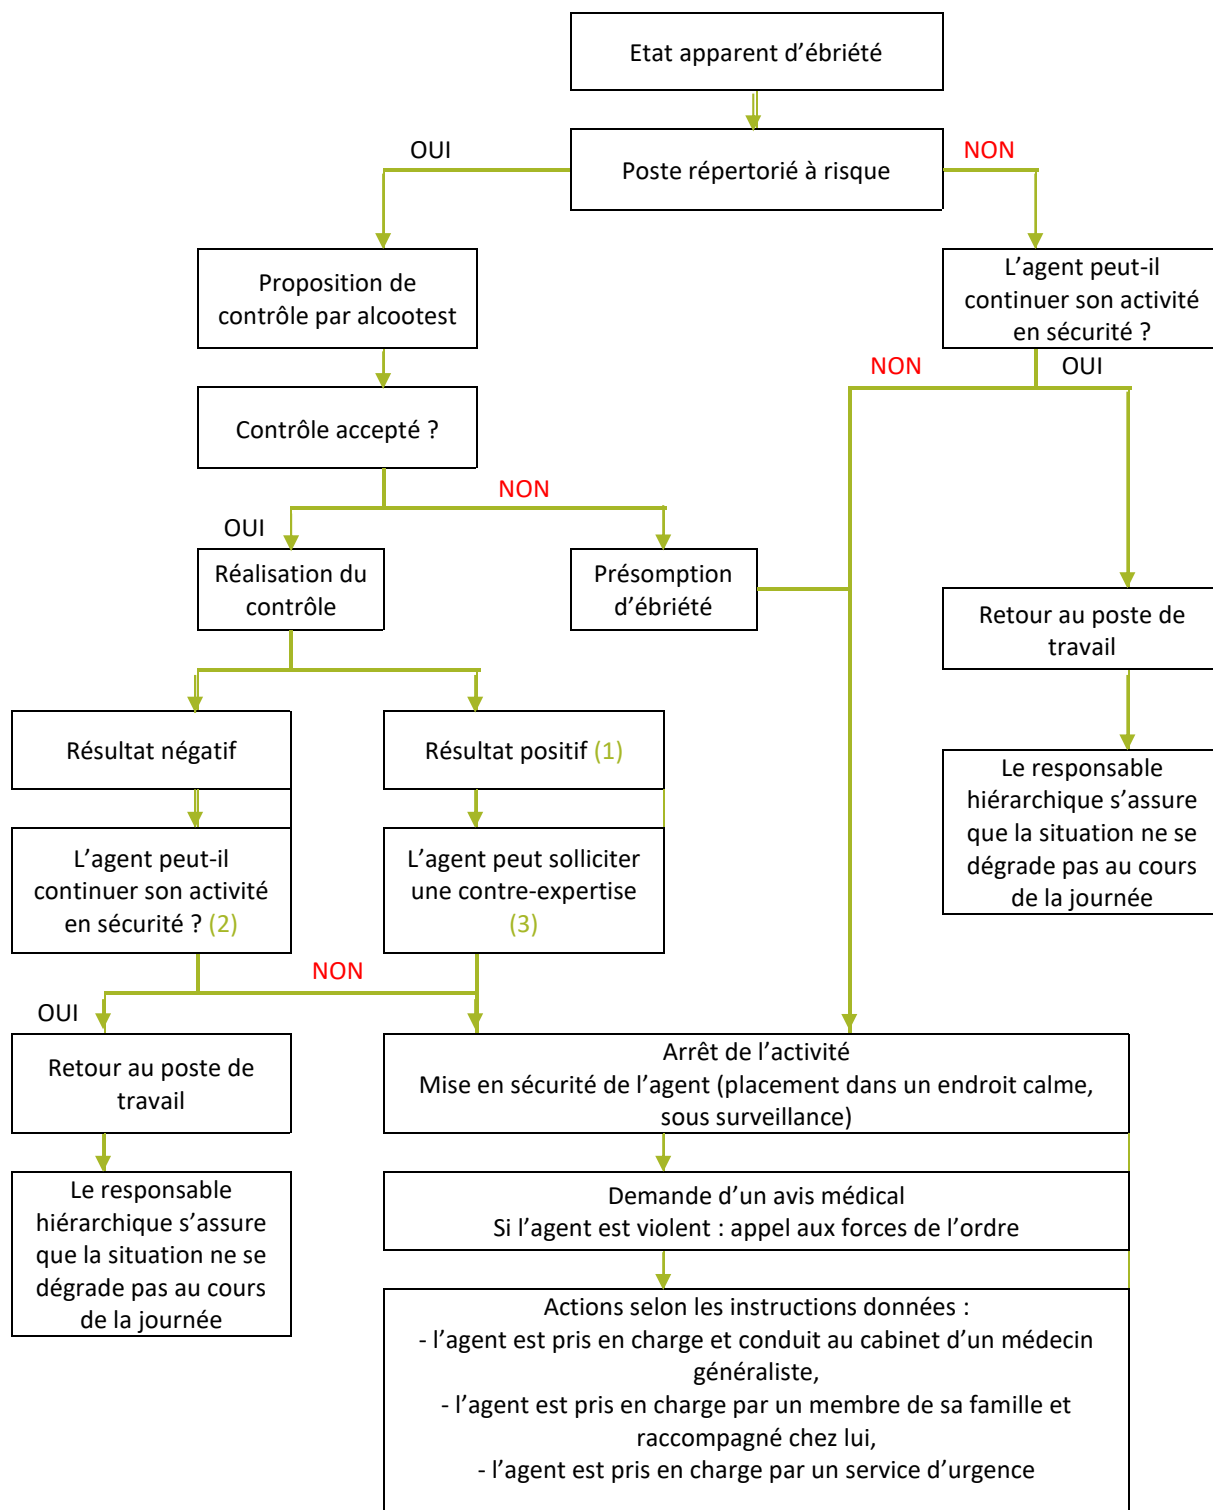 Etat apparent d’ébriété
OUI
Poste répertorié à risque
NON
Proposition de
contrôle par alcootest
L’agent peut-il
continuer son activité
en sécurité ?
NON
OUI
Contrôle accepté ?
NON
OUI
Réalisation du
contrôle
Présomption
d’ébriété
Retour au poste de
travail
Résultat négatif
Résultat positif (1)
Le responsable
hiérarchique s’assure
que la situation ne se
dégrade pas au cours
de la journée
L’agent peut-il
continuer son activité
en sécurité ? (2)
L’agent peut solliciter
une contre-expertise
(3)
NON
OUI
Retour au poste de
travail
Arrêt de l’activité
Mise en sécurité de l’agent (placement dans un endroit calme,
sous surveillance)
Le responsable
hiérarchique s’assure
que la situation ne se
dégrade pas au cours
de la journée
Demande d’un avis médical
Si l’agent est violent : appel aux forces de l’ordre
Actions selon les instructions données :
- l’agent est pris en charge et conduit au cabinet d’un médecin
généraliste,
- l’agent est pris en charge par un membre de sa famille et
raccompagné chez lui,
- l’agent est pris en charge par un service d’urgence